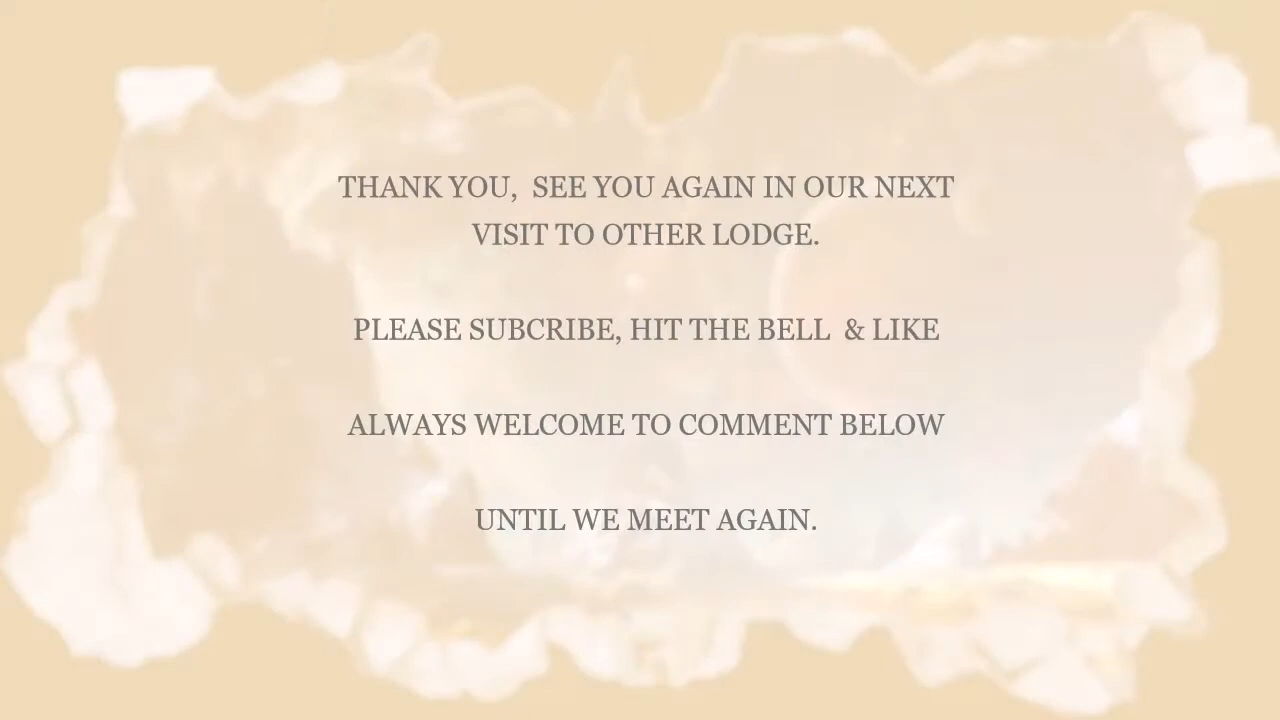 THANK YOU,  SEE YOU AGAIN IN OUR NEXT
VISIT TO OTHER LODGE.
PLEASE SUBCRIBE, HIT THE BELL  & LIKE
ALWAYS WELCOME TO COMMENT BELOW
UNTIL WE MEET AGAIN.